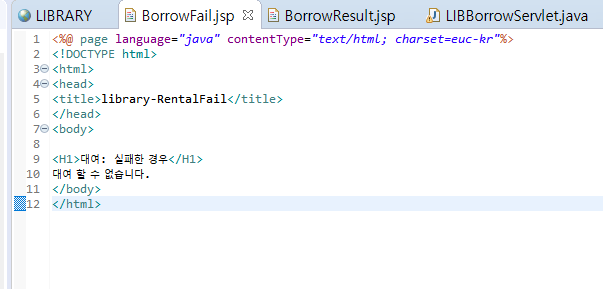 LIBRARY BorrowFail.jsp BorrowResult.jsp LIBBorrowServlet.java
1 <%@ page language="java" contentType="text/html; charset=euc-kr"%>
2 <!DOCTYPE html>
3 <html>
4 <head>
5 <title>library-RentalFail</title>
6 </head>
7 <body>
8
9 <H1>대여: 실패한 경우</H1>
10 대여 할 수 없습니다.
11 </body>
12 </html>